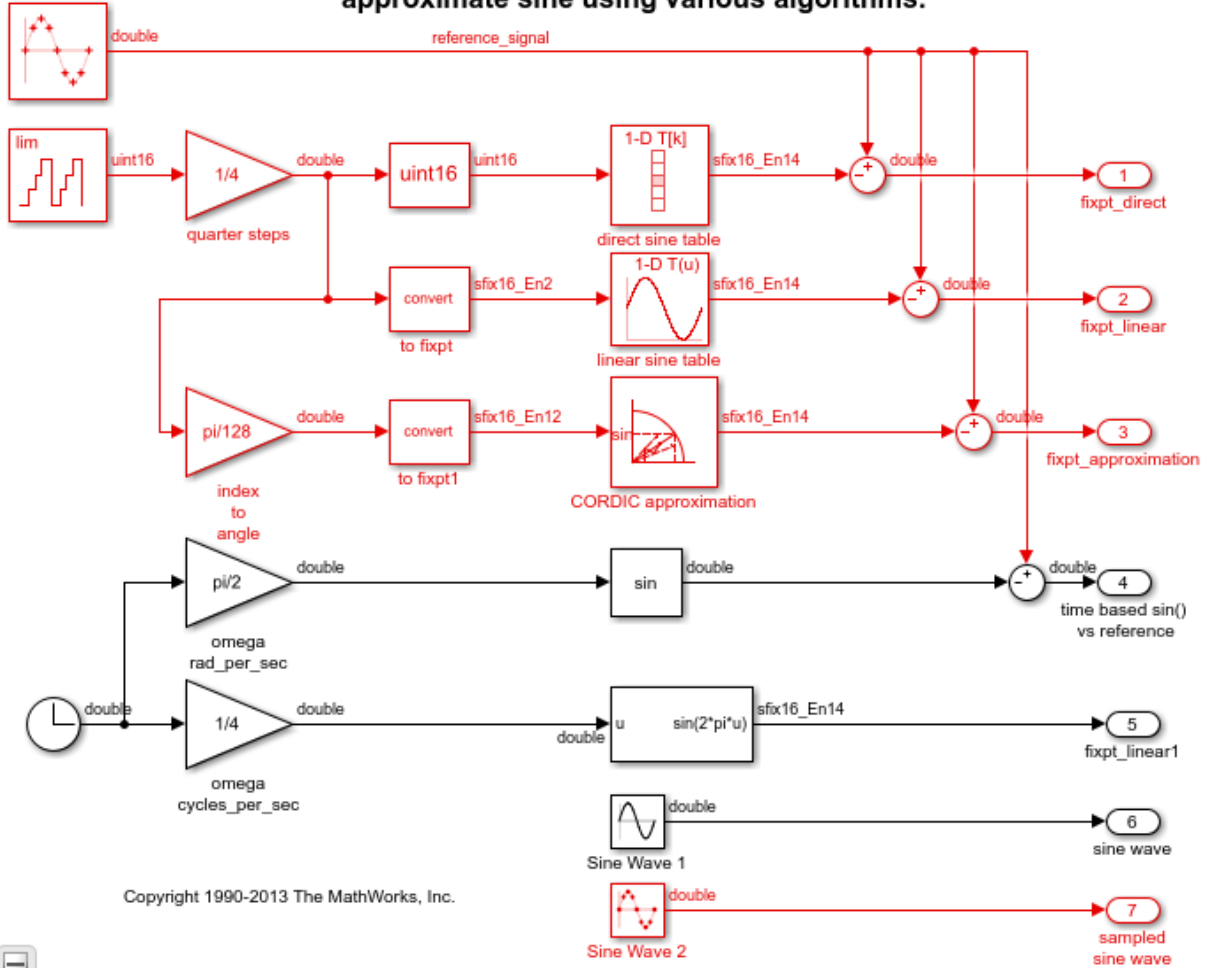 approximate sine using various algorithms.
double
reference_signal
lim
uint16
1/4
quarter steps
double
uint16
uint16
1-D T[k]
direct sine table
sfix16_En14
- +
double
1
fixpt_direct
convert
to fixpt
sfix16_En2
1-D T(u)
linear sine table
sfix16_En14
- +
double
2
fixpt_linear
pi/128
index
to
angle
double
convert
to fixpt1
sfix16_En12
sin
CORDIC approximation
sfix16_En14
- +
double
3
fixpt_approximation
pi/2
omega
rad_per_sec
double
sin
double
- +
double
4
time based sin()
vs reference
double
1/4
omega
cycles_per_sec
double
double
u sin(2*pi*u)
sfix16_En14
5
fixpt_linear1
double
Sine Wave 1
6
sine wave
Copyright 1990-2013 The MathWorks, Inc.
double
Sine Wave 2
7
sampled
sine wave